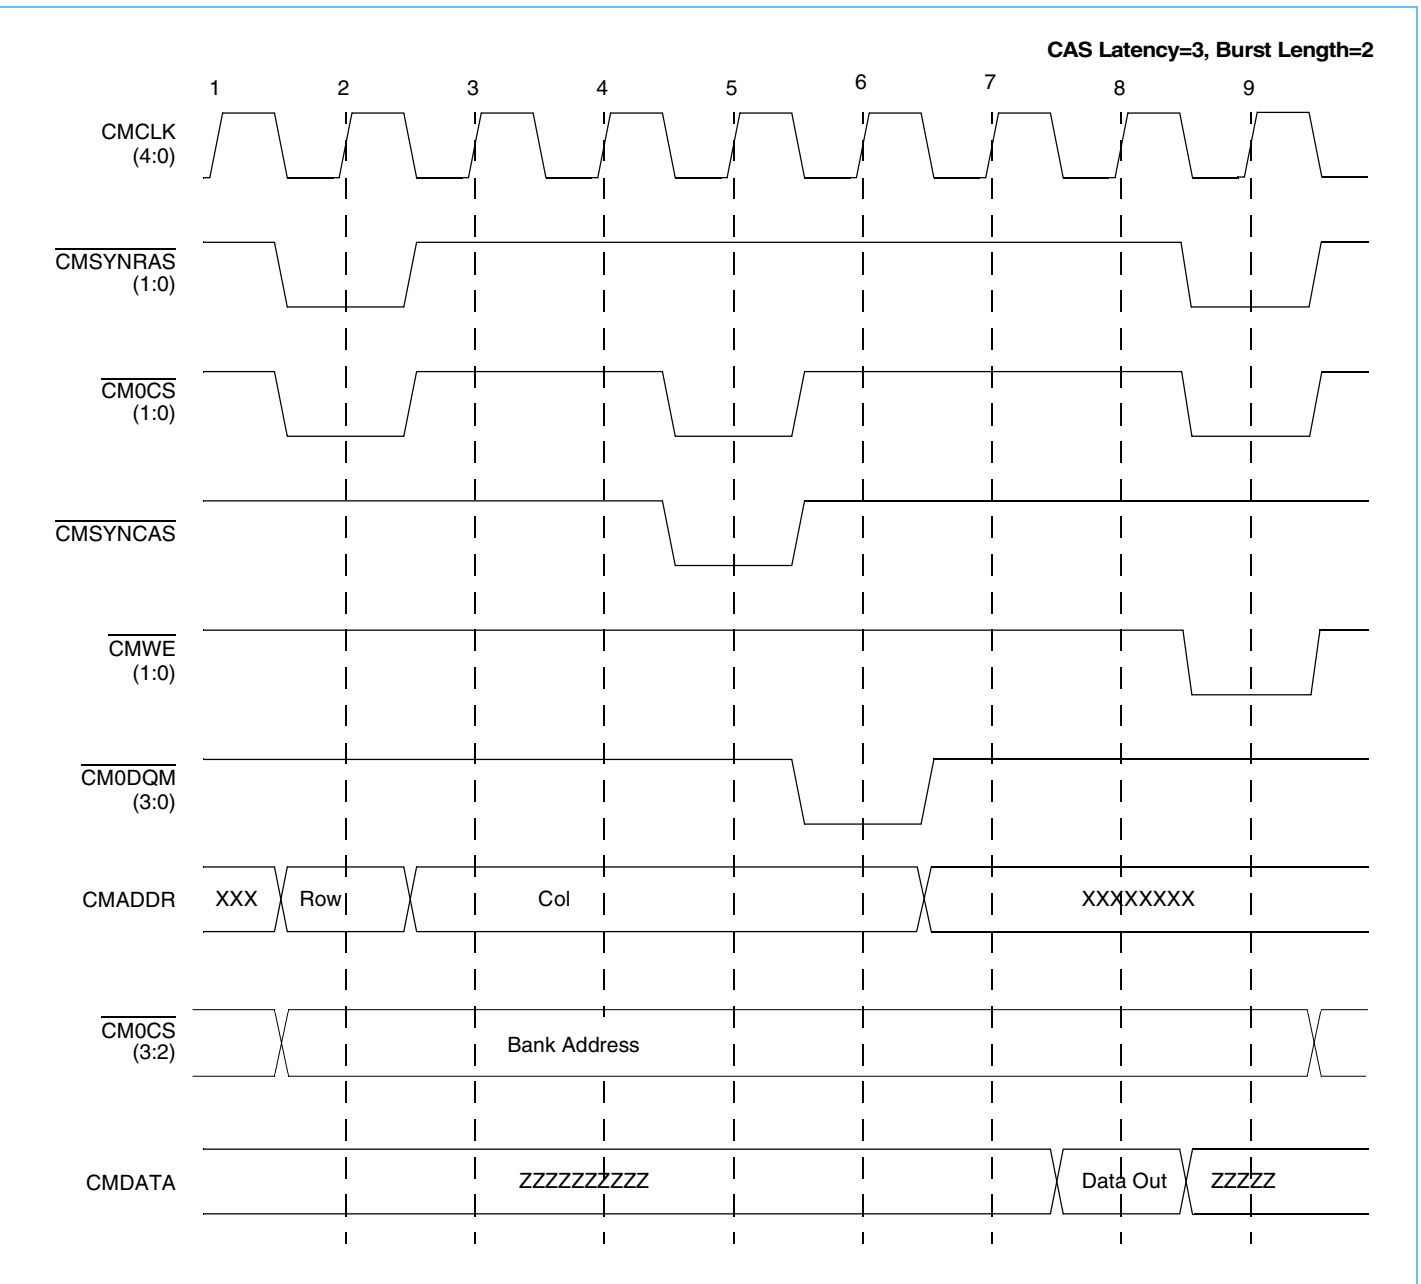 CAS Latency=3, Burst Length=2
1 2 3 4 5 6 7 8 9
CMCLK
(4:0)
CMSYNRAS
(1:0)
CM0CS
(1:0)
CMSYNCAS
CMWE
(1:0)
CM0DQM
(3:0)
CMADDR XXX Row Col XXXXXXXX
CM0CS
(3:2)
Bank Address
CMDATA ZZZZZZZZZZ Data Out ZZZZZ